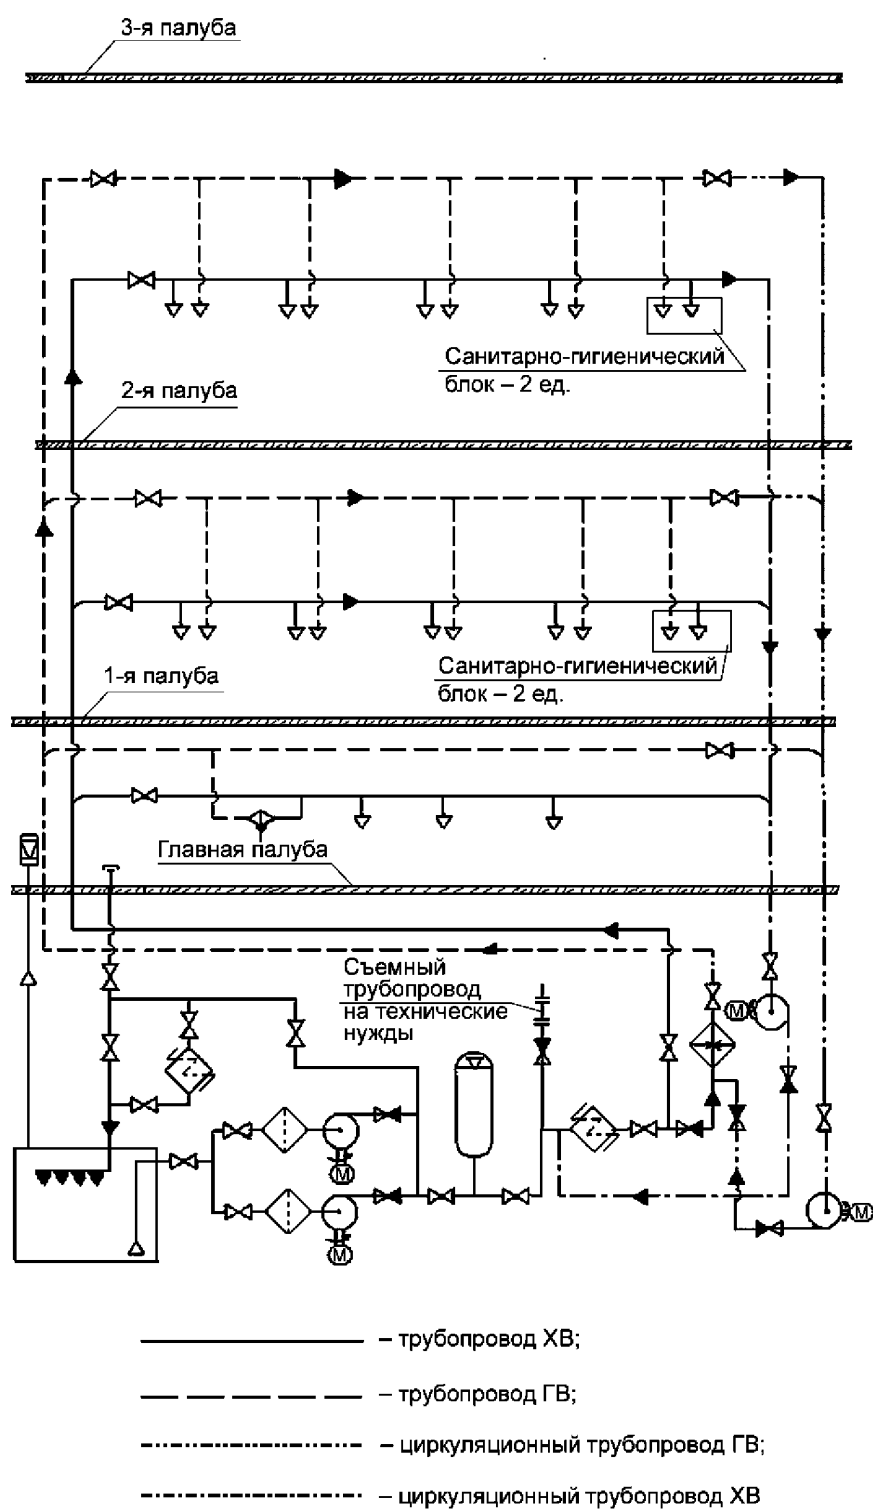 3-я палуба
Санитарно-гигиенический
блок – 2 ед.
2-я палуба
Санитарно-гигиенический
блок – 2 ед.
1-я палуба
Главная палуба
Съемный
трубопровод
на технические
нужды
М
М
М
М
– трубопровод ХВ;
– трубопровод ГВ;
– циркуляционный трубопровод ГВ;
– циркуляционный трубопровод ХВ